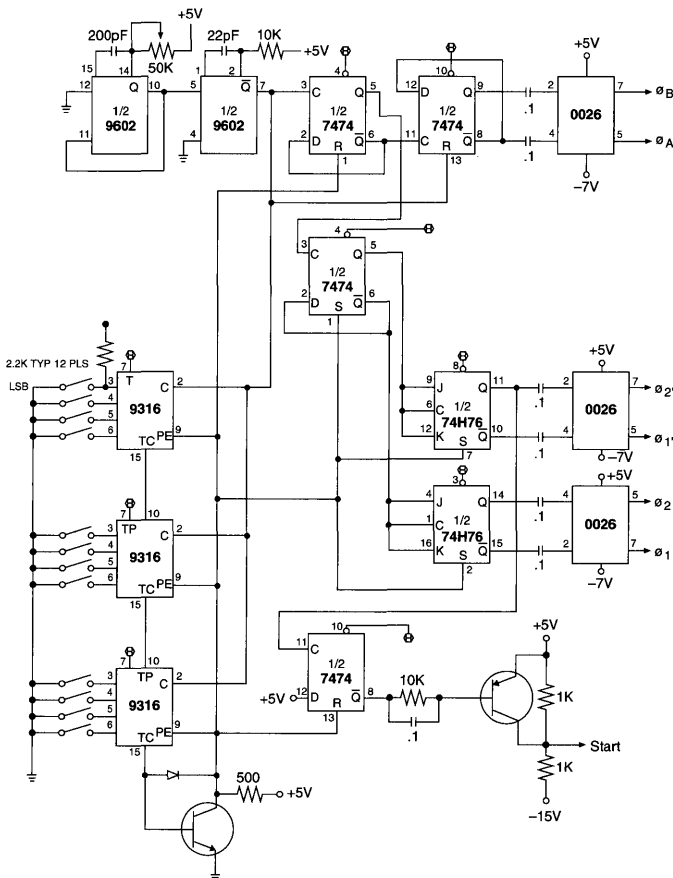 +5V
200pF
50K
22pF
10K
+5V
15
14
12
Q
10
1/2
9602
11
1
2
5
Q̅
7
1/2
9602
4
H
4
3
C
Q
5
1/2
7474
2
D
Q̅
6
R
1
H
10
12
D
Q
9
1/2
7474
11
C
Q̅
8
R
13
.1
.1
+5V
2
7
0026
4
5
−7V
ØB
ØA
4
H
3
C
Q
5
1/2
7474
2
D
Q̅
6
S
1
2.2K TYP 12 PLS
LSB
H
7
3
T
C
2
4
9316
5
6
TC
PE
9
15
H
7
10
3
TP
C
2
4
9316
5
6
TC
PE
9
15
H
7
10
3
TP
C
2
4
9316
5
6
TC
PE
9
15
H
8
9
J
Q
11
6
C
1/2
74H76
12
K
Q̅
10
S
7
H
3
4
J
Q
14
1
C
1/2
74H76
16
K
Q̅
15
S
2
.1
.1
+5V
2
7
0026
4
5
−7V
Ø2'
Ø1'
.1
.1
+5V
4
5
0026
2
7
−7V
Ø2
Ø1
10
H
11
C
1/2
7474
+5V
12
D
Q̅
8
R
13
10K
.1
+5V
1K
Start
1K
−15V
500
+5V